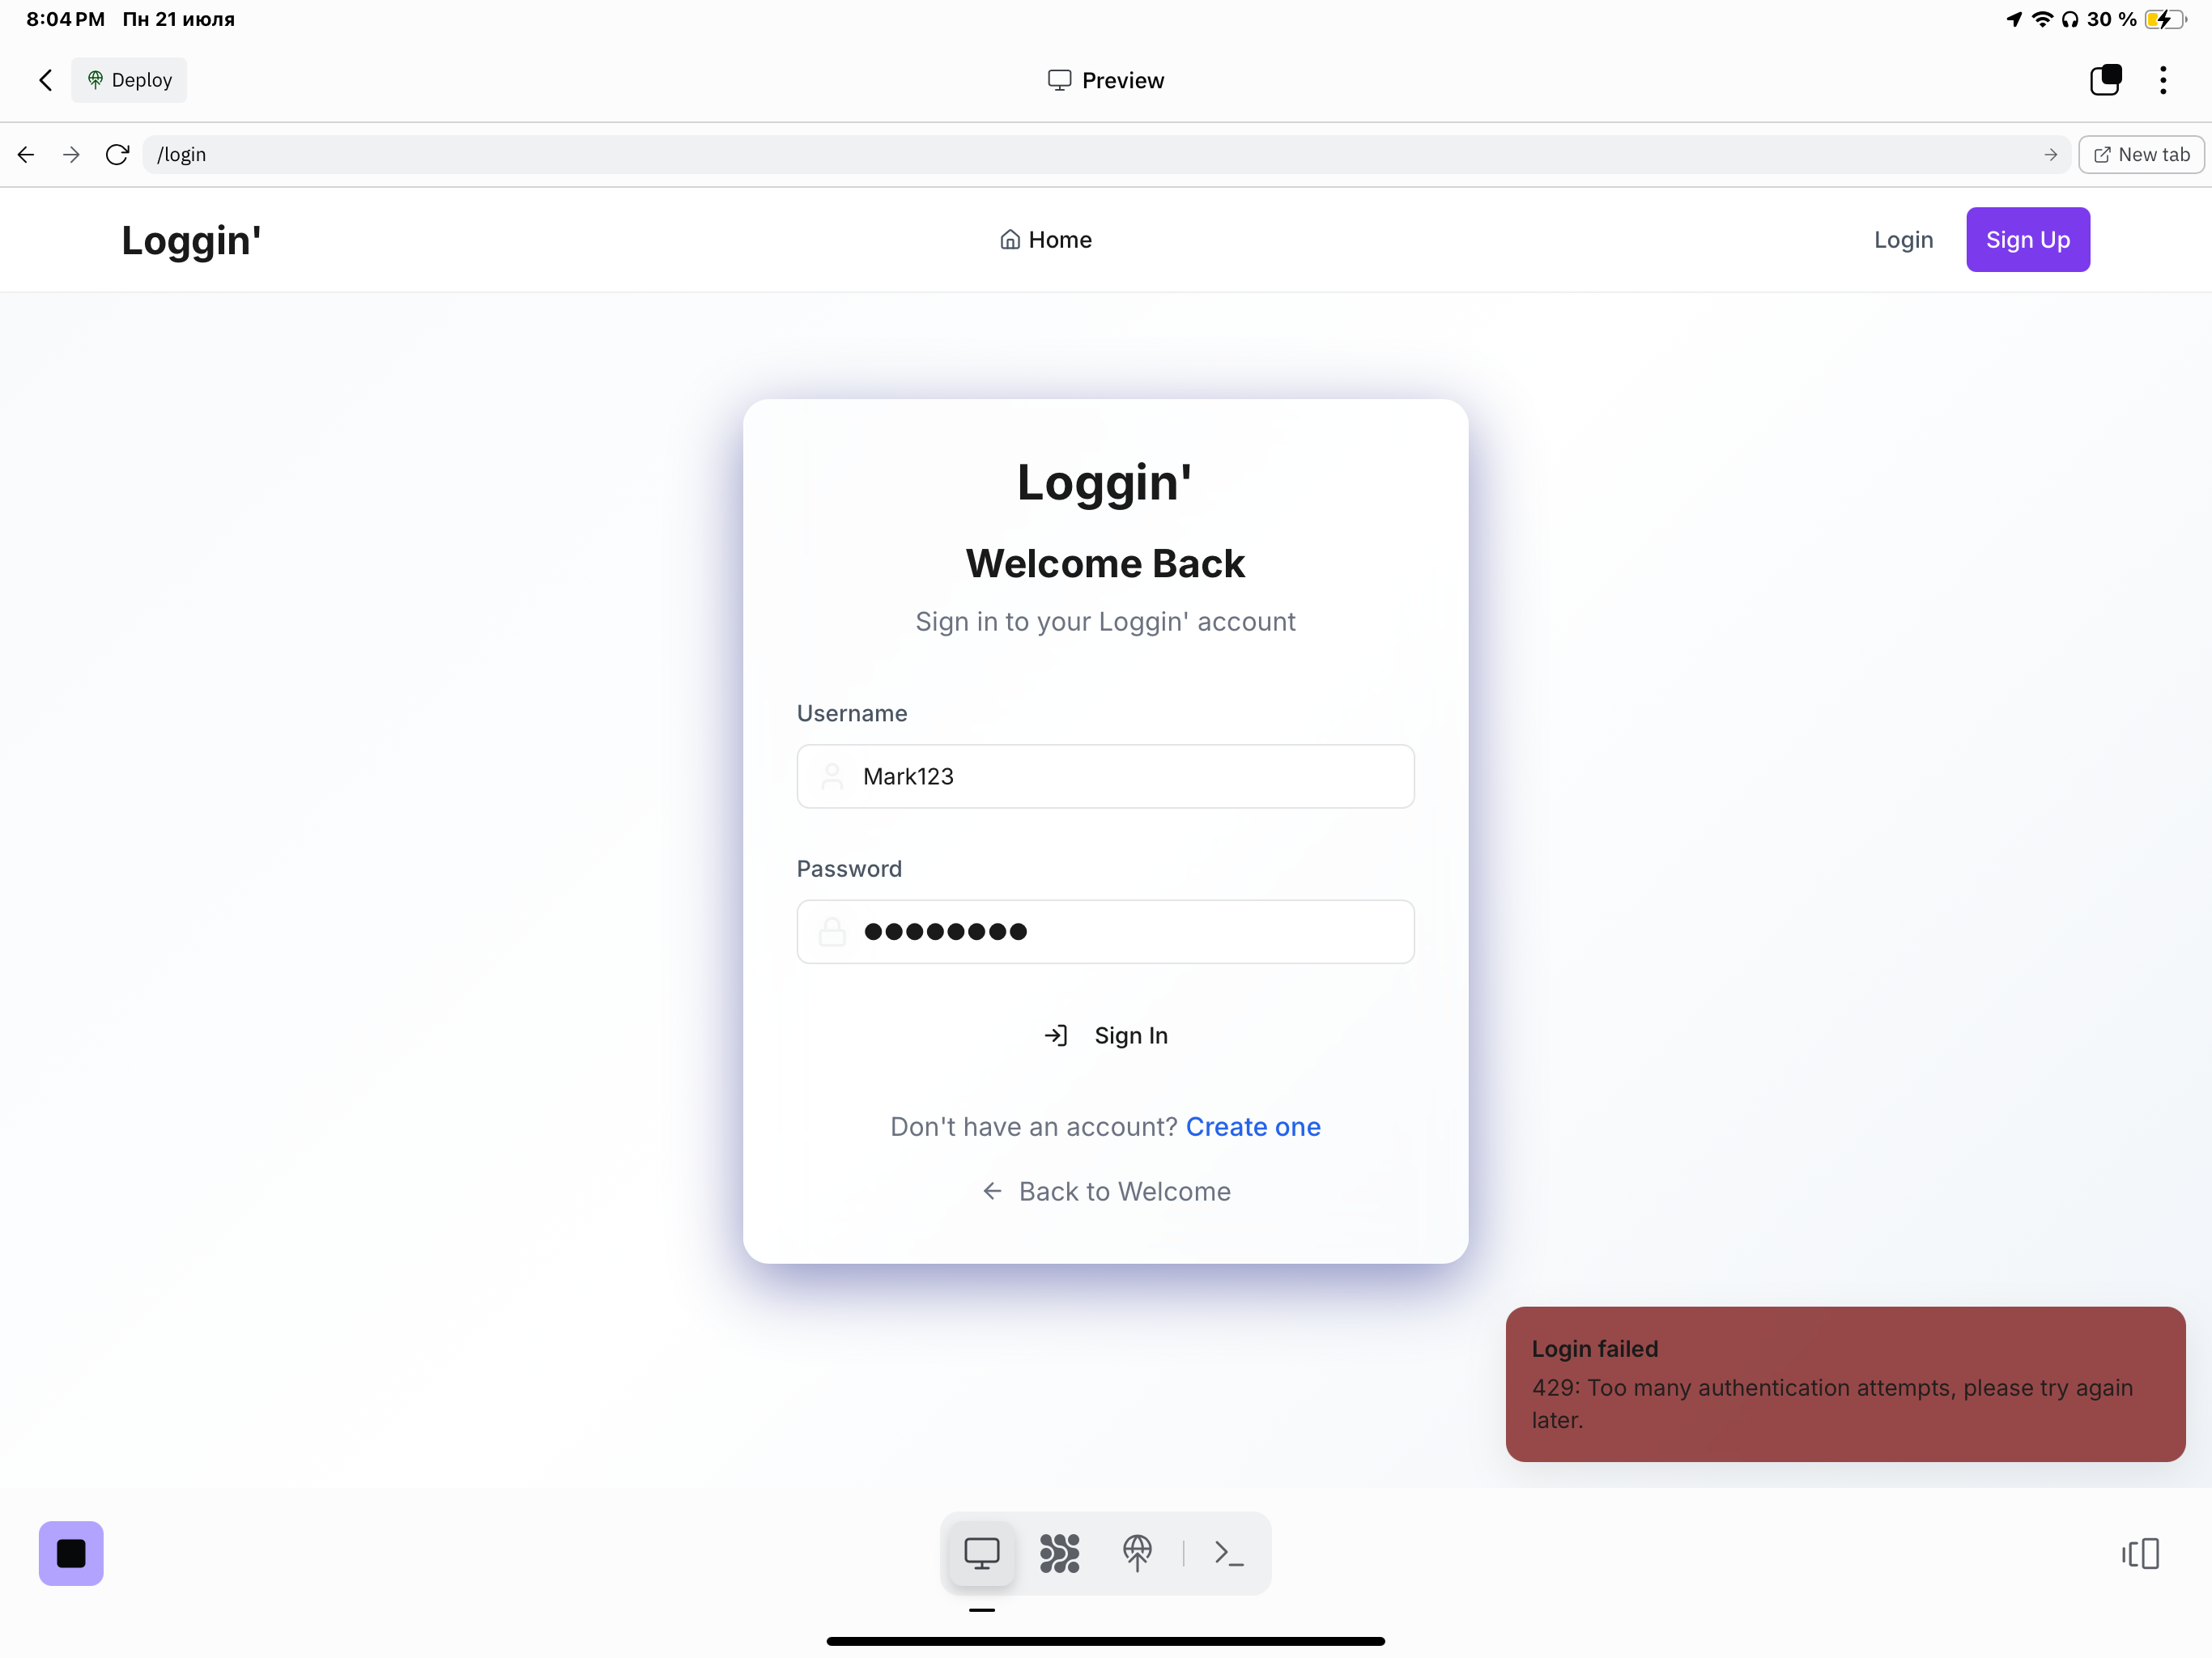 8:04 PM Пн 21 июля
30 %
Deploy
Preview
/login
New tab
Loggin'
Home
Login
Sign Up
Loggin'
Welcome Back
Sign in to your Loggin' account
Username
Mark123
Password
Sign In
Don't have an account? Create one
Back to Welcome
Login failed
429: Too many authentication attempts, please try again
later.